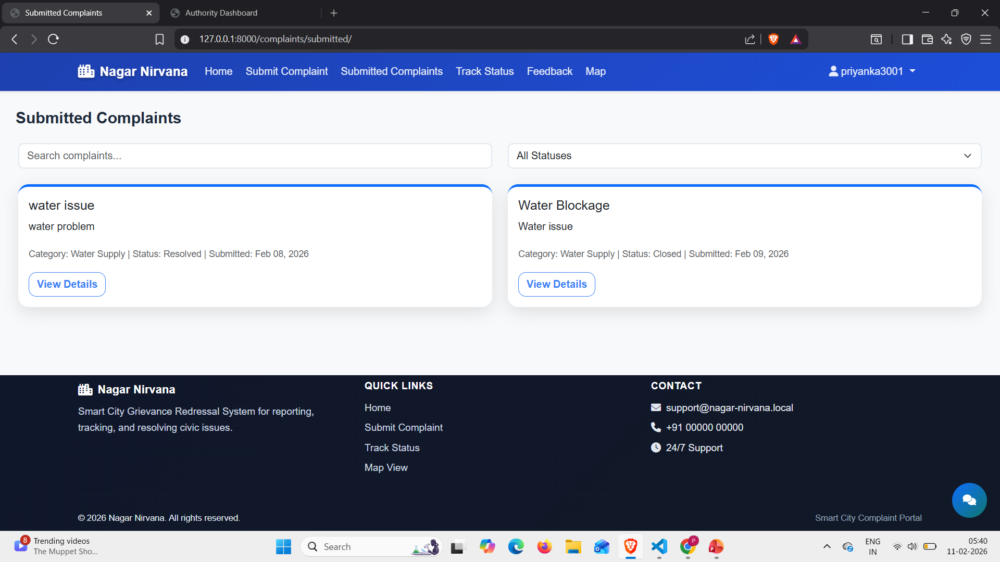 Submitted Complaints
Authority Dashboard
127.0.0.1:8000/complaints/submitted/
Nagar Nirvana
Home
Submit Complaint
Submitted Complaints
Track Status
Feedback
Map
priyanka3001
Submitted Complaints
Search complaints...
All Statuses
water issue
water problem
Category: Water Supply | Status: Resolved | Submitted: Feb 08, 2026
View Details
Water Blockage
Water issue
Category: Water Supply | Status: Closed | Submitted: Feb 09, 2026
View Details
Nagar Nirvana
Smart City Grievance Redressal System for reporting,
tracking, and resolving civic issues.
QUICK LINKS
Home
Submit Complaint
Track Status
Map View
CONTACT
support@nagar-nirvana.local
+91 00000 00000
24/7 Support
© 2026 Nagar Nirvana. All rights reserved.
Smart City Complaint Portal
8
Trending videos
The Muppet Sho...
Search
P
ENG
IN
05:40
11-02-2026